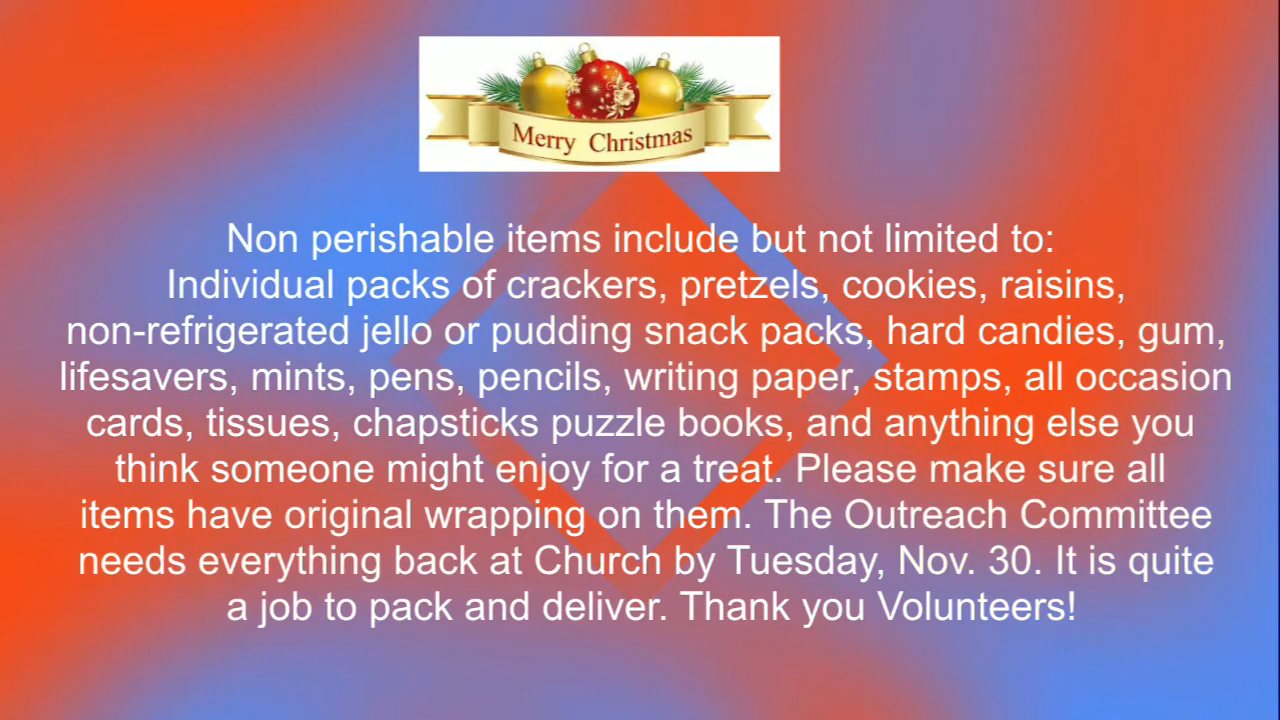 Merry Christmas
Non perishable items include but not limited to:
Individual packs of crackers, pretzels, cookies, raisins,
non-refrigerated jello or pudding snack packs, hard candies, gum,
lifesavers, mints, pens, pencils, writing paper, stamps, all occasion
cards, tissues, chapsticks puzzle books, and anything else you
think someone might enjoy for a treat. Please make sure all
items have original wrapping on them. The Outreach Committee
needs everything back at Church by Tuesday, Nov. 30. It is quite
a job to pack and deliver. Thank you Volunteers!